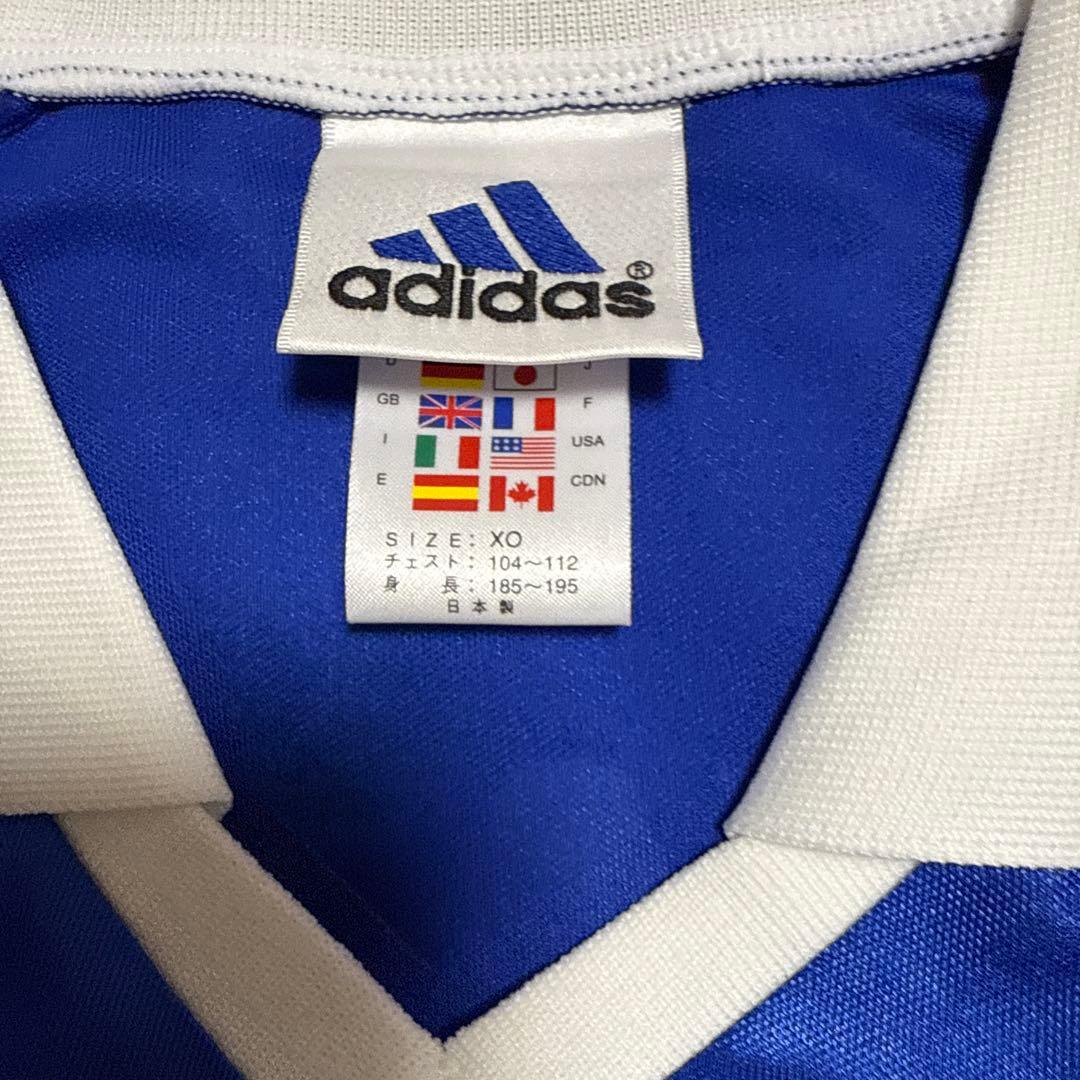 adidas®
D J
GB F
I USA
E CDN
SIZE: XO
チェスト: 104~112
身 長: 185~195
日本製